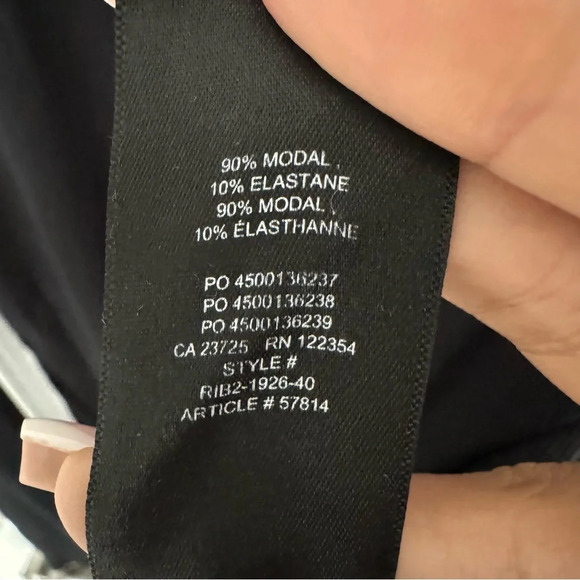 90% MODAL
10% ELASTANE
90% MODAL
10% ÉLASTHANNE
PO 4500136237
PO 4500136238
PO 4500136239
CA 23725 RN 122354
STYLE #
RIB2-1926-40
ARTICLE # 57814